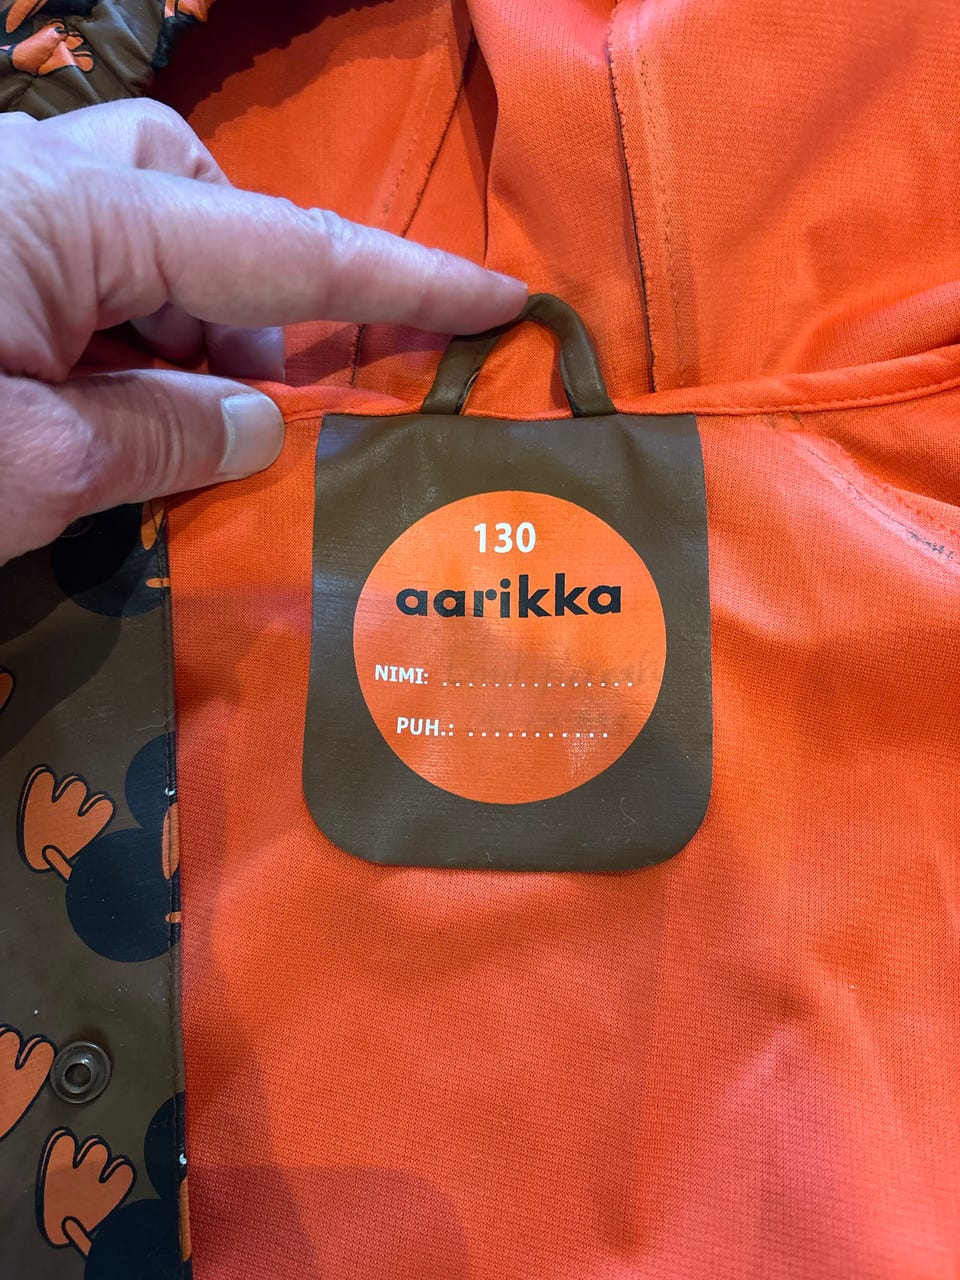 130
aarikka
NIMI: ..................
PUH.: .............